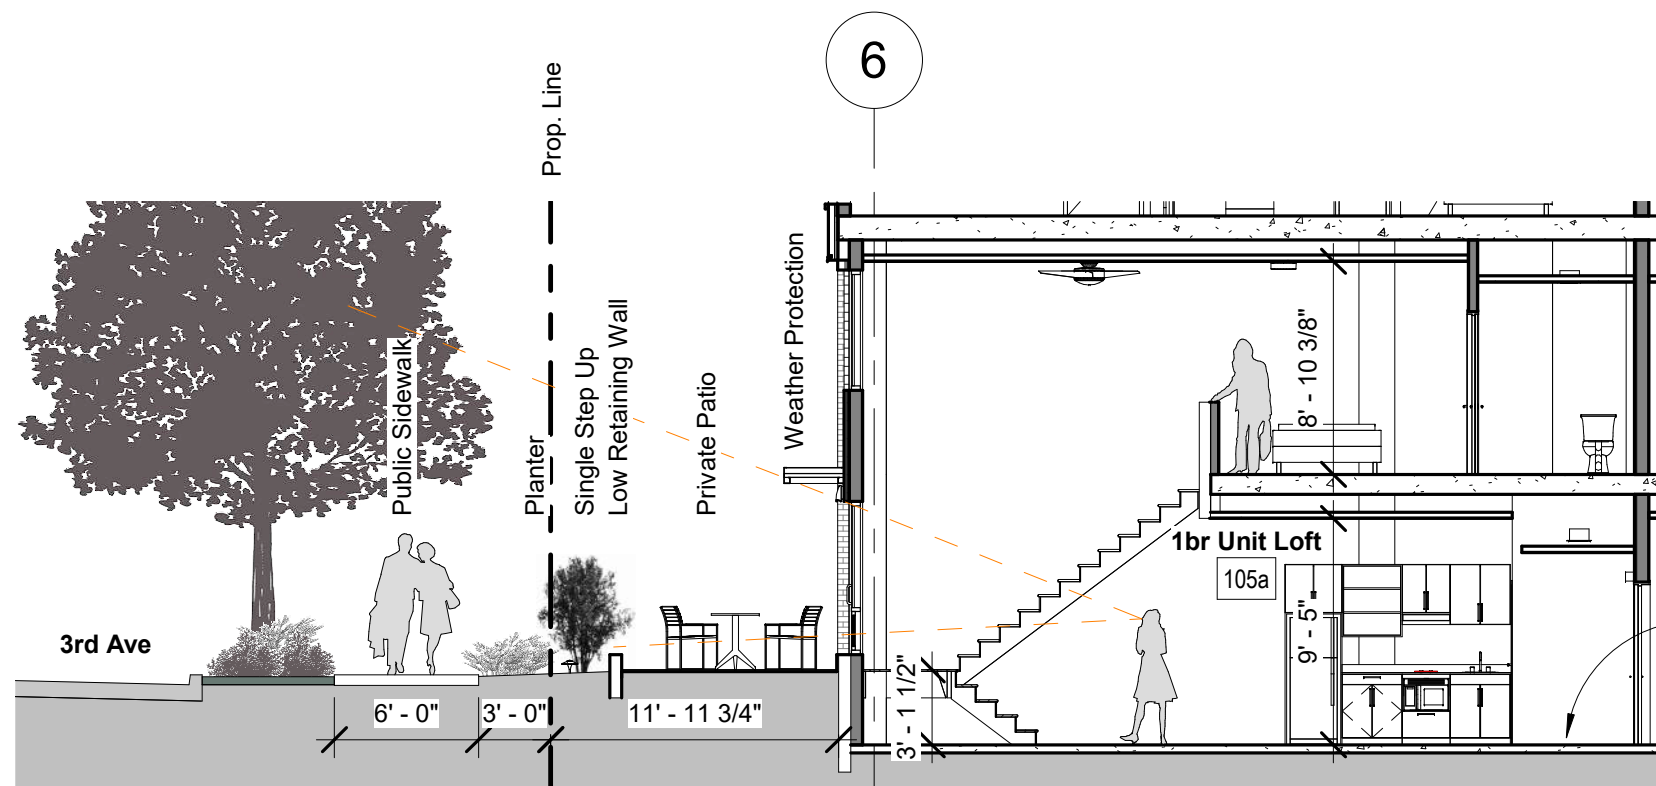 6
Prop. Line
Public Sidewalk
Planter
Single Step Up
Low Retaining Wall
Private Patio
Weather Protection
8' - 10 3/8"
1br Unit Loft
105a
9' - 5"
3rd Ave
6' - 0"
3' - 0"
11' - 11 3/4"
3' - 1 1/2"